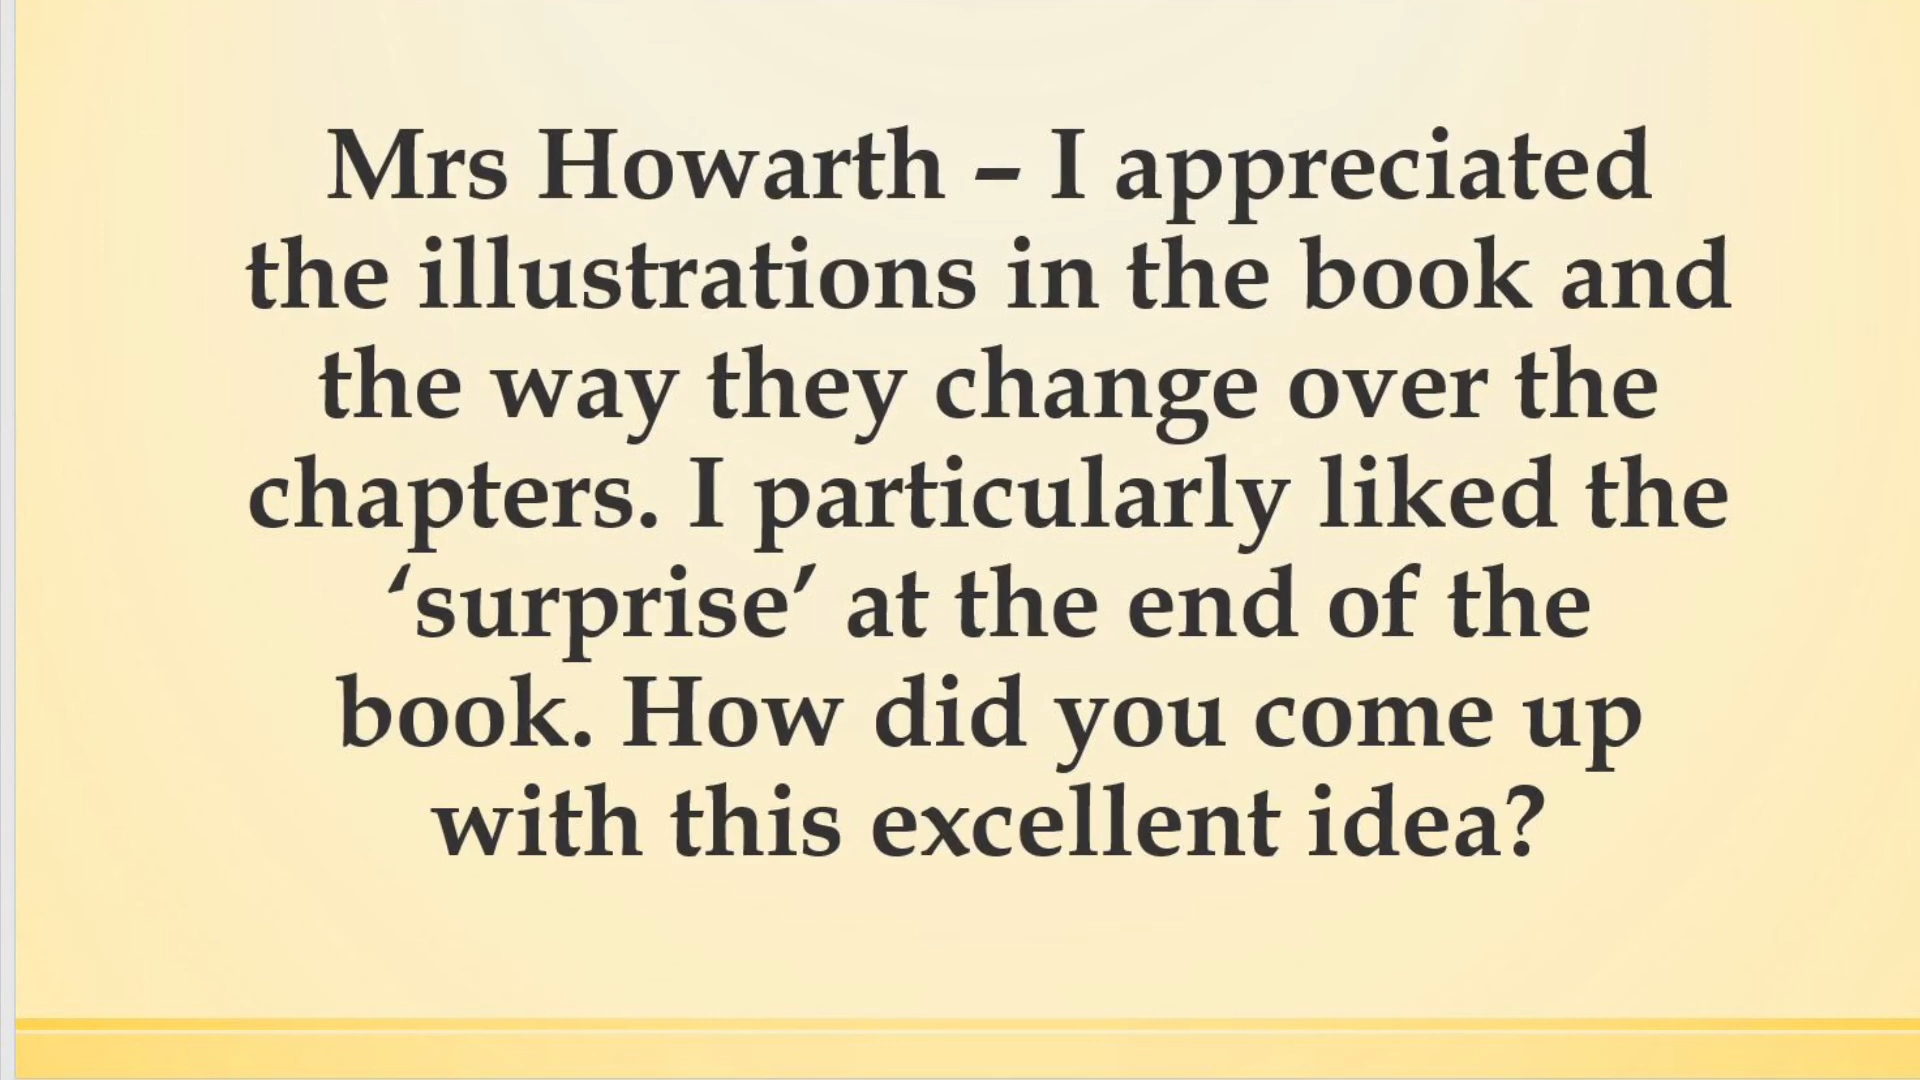 Mrs Howarth – I appreciated
the illustrations in the book and
the way they change over the
chapters. I particularly liked the
‘surprise’ at the end of the
book. How did you come up
with this excellent idea?